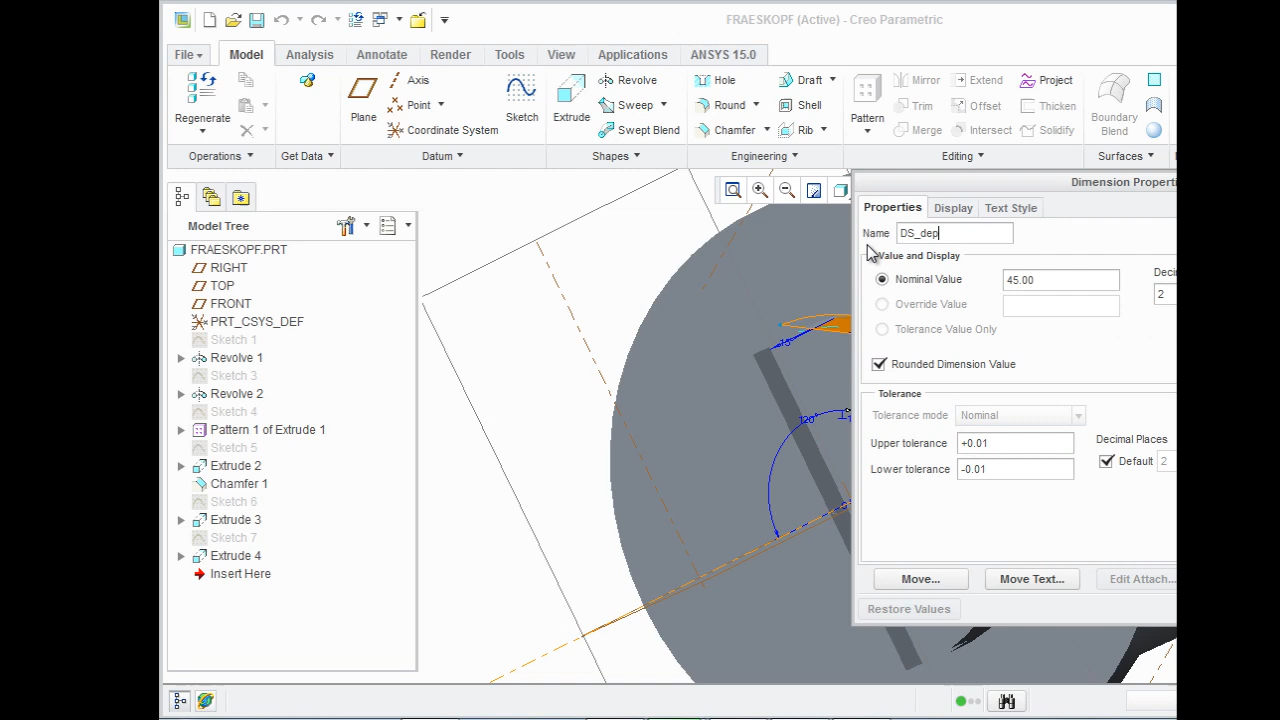 FRAESKOPF (Active) - Creo Parametric
File Model Analysis Annotate Render Tools View Applications ANSYS 15.0
Regenerate
Plane
Axis
Point
Coordinate System
Sketch
Extrude
Revolve
Sweep
Swept Blend
Hole
Round
Chamfer
Draft
Shell
Rib
Pattern
Mirror
Trim
Merge
Extend
Offset
Intersect
Project
Thicken
Solidify
Boundary
Blend
Operations Get Data Datum Shapes Engineering Editing Surfaces
Model Tree
FRAESKOPF.PRT
RIGHT
TOP
FRONT
PRT_CSYS_DEF
Sketch 1
Revolve 1
Sketch 3
Revolve 2
Sketch 4
Pattern 1 of Extrude 1
Sketch 5
Extrude 2
Chamfer 1
Sketch 6
Extrude 3
Sketch 7
Extrude 4
Insert Here
15
120
Dimension Properti
Properties Display Text Style
Name DS_dep
Value and Display
Nominal Value 45.00
Deci
2
Override Value
Tolerance Value Only
Rounded Dimension Value
Tolerance
Tolerance mode Nominal
Upper tolerance +0.01
Decimal Places
Lower tolerance -0.01
Default 2
Move... Move Text... Edit Attach...
Restore Values